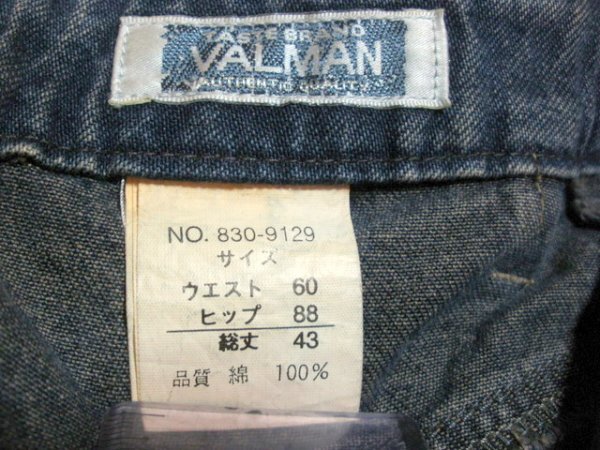 TASTE BRAND
VALMAN
AUTHENTIC QUALITY
NO. 830-9129
サイズ
ウエスト 60
ヒップ 88
総丈 43
品質 綿 100%